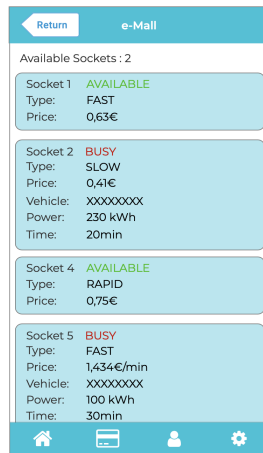 Return
e-Mall
Available Sockets : 2
Socket 1 AVAILABLE
Type: FAST
Price: 0,63€
Socket 2 BUSY
Type: SLOW
Price: 0,41€
Vehicle: XXXXXXXX
Power: 230 kWh
Time: 20min
Socket 4 AVAILABLE
Type: RAPID
Price: 0,75€
Socket 5 BUSY
Type: FAST
Price: 1,434€/min
Vehicle: XXXXXXXX
Power: 100 kWh
Time: 30min